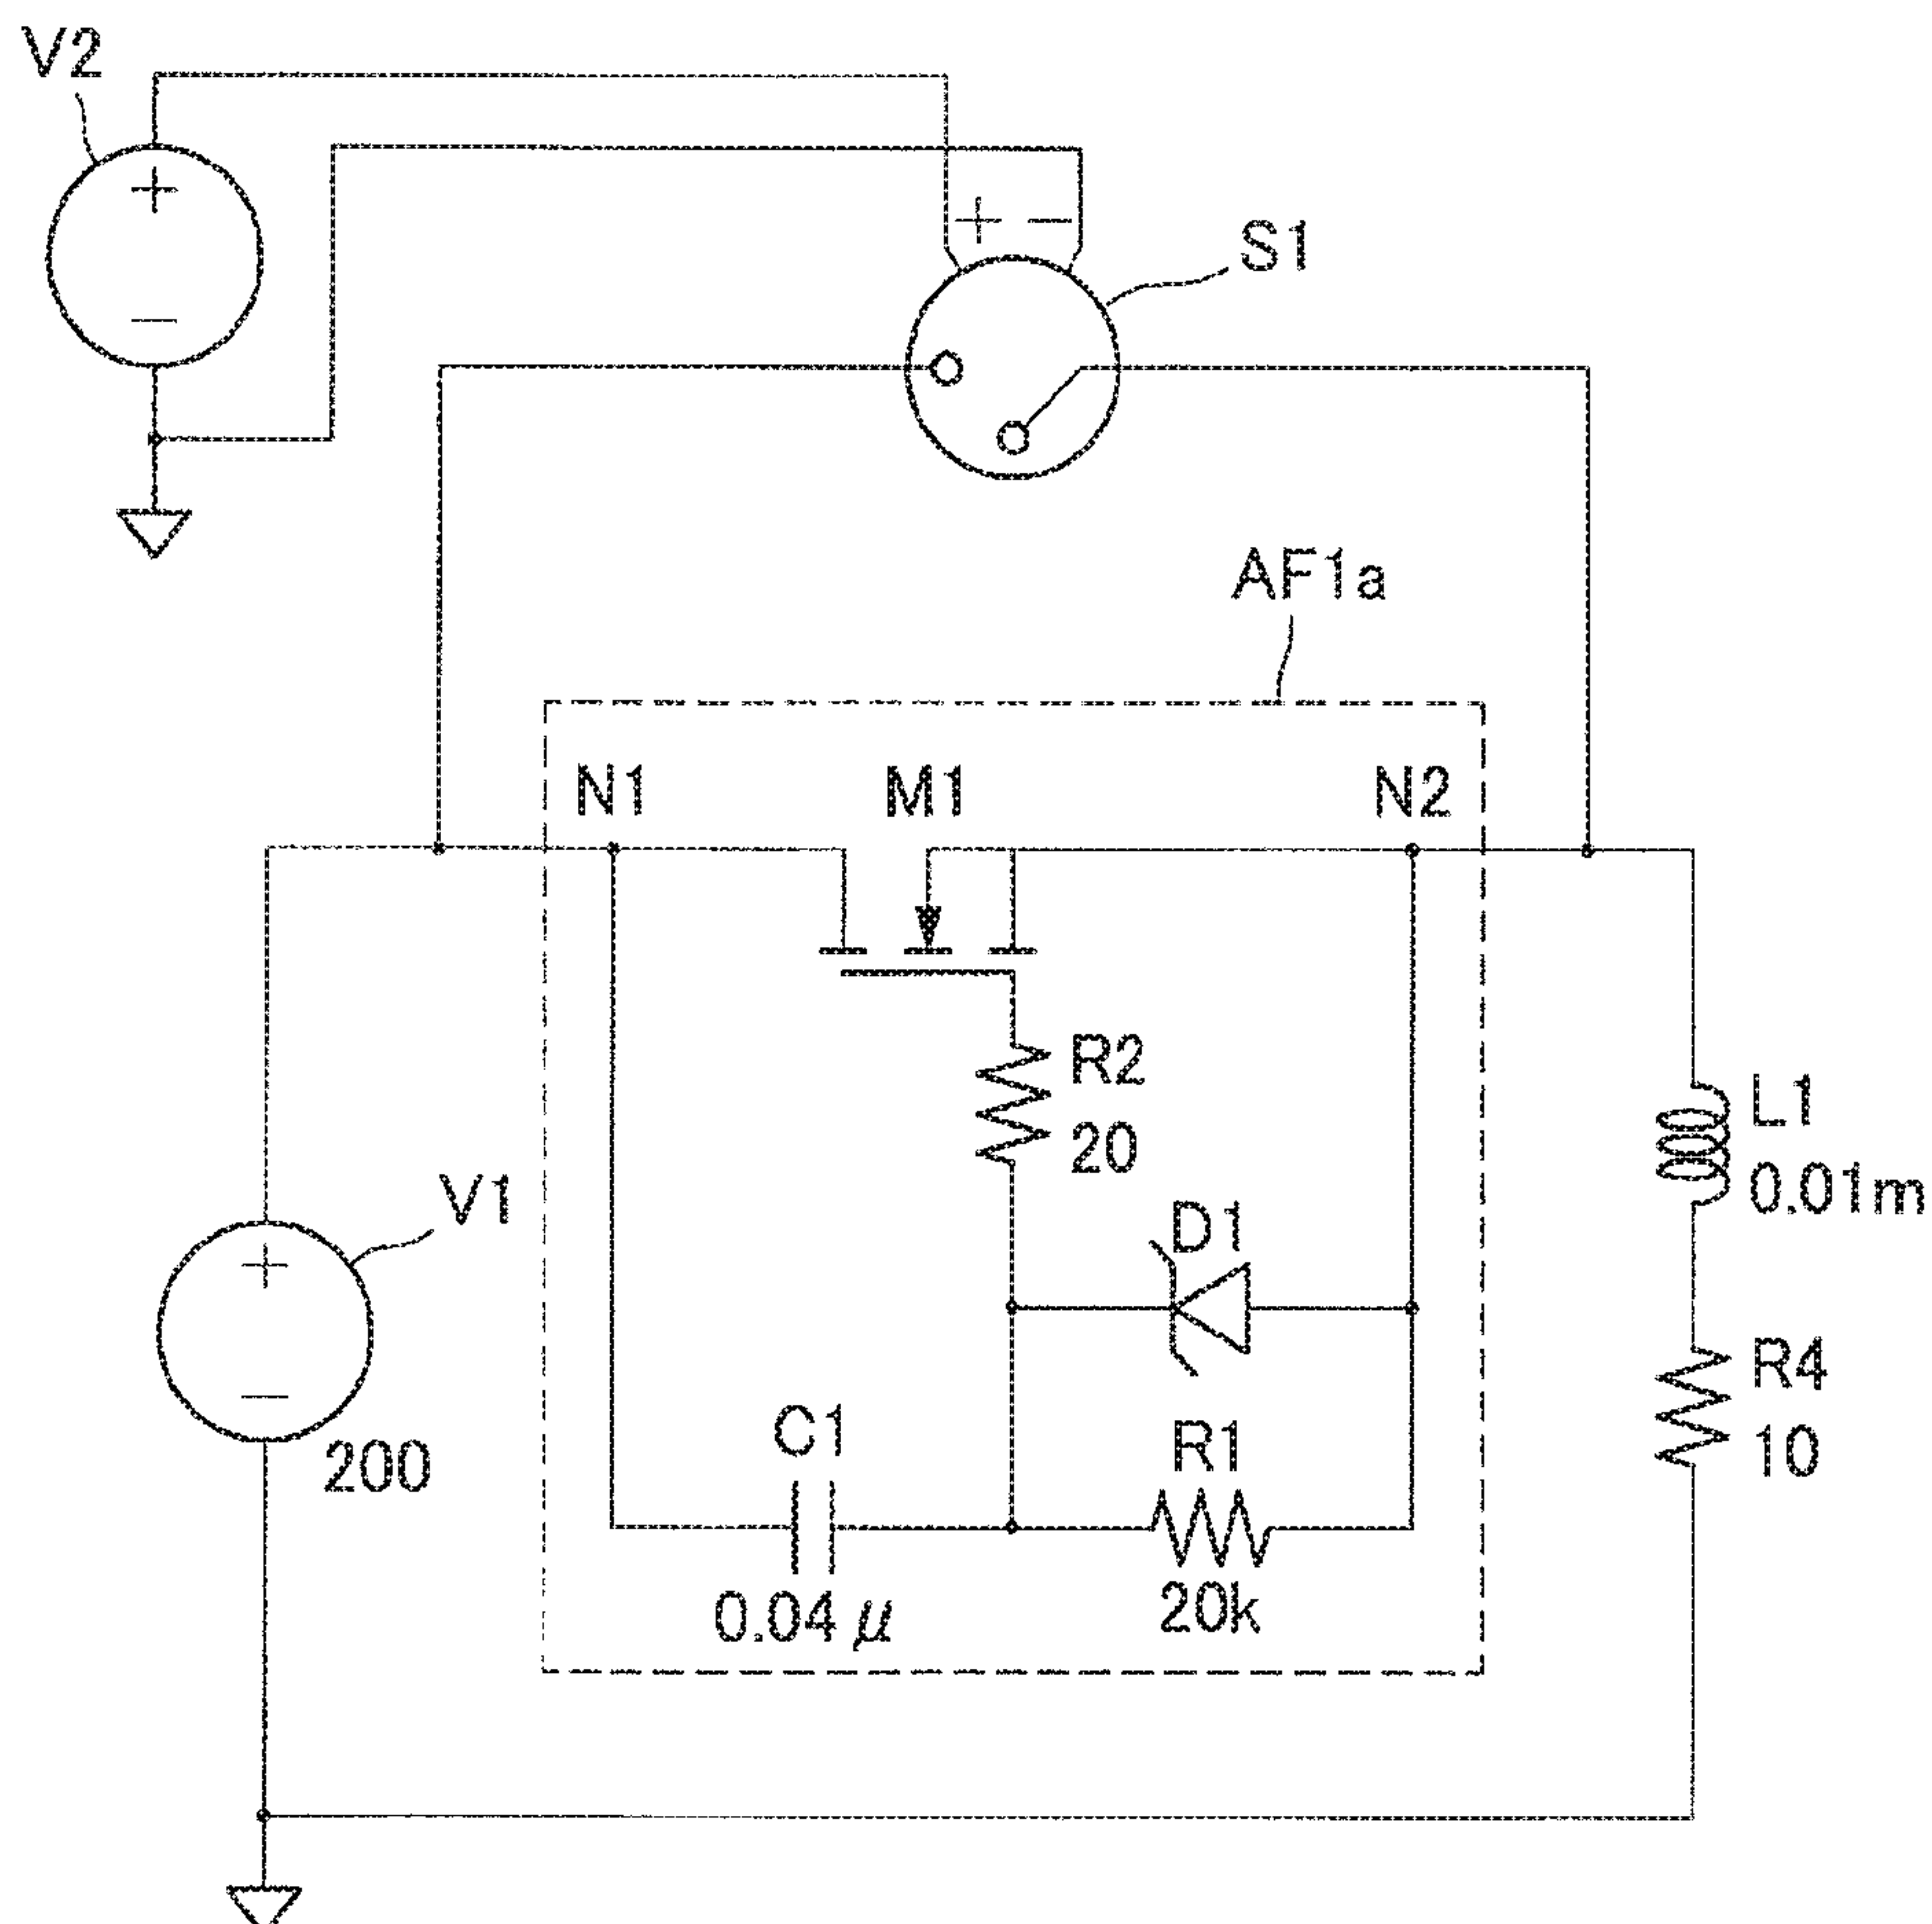 V2
+
−
+ −
S1
AF1a
N1
M1
N2
R2
20
L1
0.01m
V1
+
−
200
D1
R4
10
C1
0.04μ
R1
20k